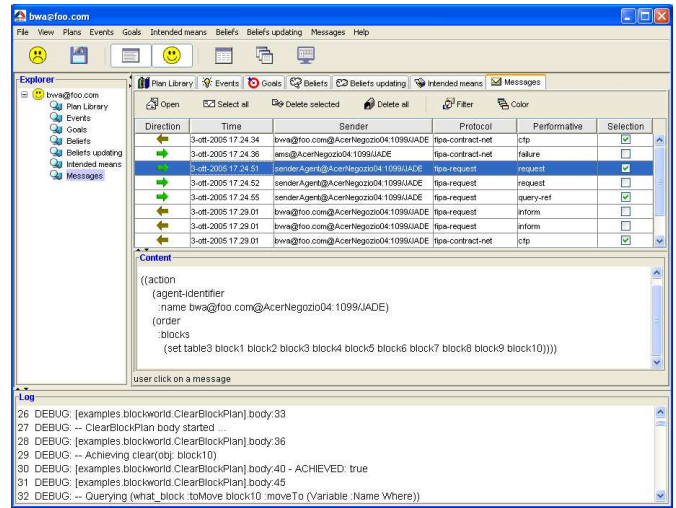 bwa@foo.com
File View Plans Events Goals Intended means Beliefs Beliefs updating Messages Help
Explorer
bwa@foo.com
Plan Library
Events
Goals
Beliefs
Beliefs updating
Intended means
Messages
Plan Library Events Goals Beliefs Beliefs updating Intended means Messages
Open Select all Delete selected Delete all Filter Color
Direction Time Sender Protocol Performative Selection
3-ott-2005 17.24.34 bwa@foo.com@AcerNegozio04:1099/JADE fipa-contract-net cfp
3-ott-2005 17.24.36 ams@AcerNegozio04:1099/JADE fipa-contract-net failure
3-ott-2005 17.24.51 senderAgent@AcerNegozio04:1099/JADE fipa-request request
3-ott-2005 17.24.52 senderAgent@AcerNegozio04:1099/JADE fipa-request request
3-ott-2005 17.24.55 senderAgent@AcerNegozio04:1099/JADE fipa-request query-ref
3-ott-2005 17.29.01 bwa@foo.com@AcerNegozio04:1099/JADE fipa-request inform
3-ott-2005 17.29.01 bwa@foo.com@AcerNegozio04:1099/JADE fipa-request inform
3-ott-2005 17.29.01 bwa@foo.com@AcerNegozio04:1099/JADE fipa-contract-net cfp
Content
((action
(agent-identifier
:name bwa@foo.com@AcerNegozio04:1099/JADE)
(order
:blocks
(set table3 block1 block2 block3 block4 block5 block6 block7 block8 block9 block10))))
user click on a message
Log
26 DEBUG: [examples.blockworld.ClearBlockPlan].body:33
27 DEBUG: -- ClearBlockPlan body started ...
28 DEBUG: [examples.blockworld.ClearBlockPlan].body:36
29 DEBUG: -- Achieving clear(obj: block10)
30 DEBUG: [examples.blockworld.ClearBlockPlan].body:40 - ACHIEVED: true
31 DEBUG: [examples.blockworld.ClearBlockPlan].body:45
32 DEBUG: -- Querying (what_block :toMove block10 :moveTo (Variable :Name Where))